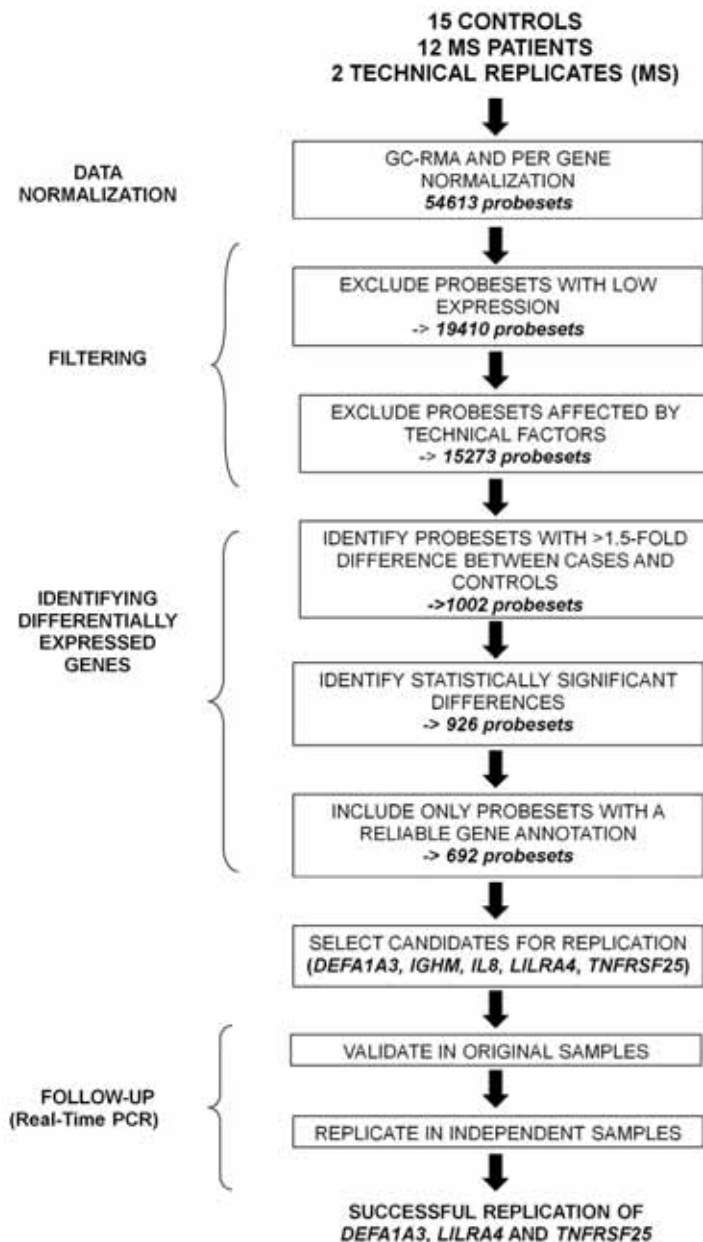 15 CONTROLS
12 MS PATIENTS
2 TECHNICAL REPLICATES (MS)
DATA
NORMALIZATION
GC-RMA AND PER GENE
NORMALIZATION
54613 probesets
FILTERING
EXCLUDE PROBESETS WITH LOW
EXPRESSION
-> 19410 probesets
EXCLUDE PROBESETS AFFECTED BY
TECHNICAL FACTORS
-> 15273 probesets
IDENTIFYING
DIFFERENTIALLY
EXPRESSED
GENES
IDENTIFY PROBESETS WITH >1.5-FOLD
DIFFERENCE BETWEEN CASES AND
CONTROLS
->1002 probesets
IDENTIFY STATISTICALLY SIGNIFICANT
DIFFERENCES
-> 926 probesets
INCLUDE ONLY PROBESETS WITH A
RELIABLE GENE ANNOTATION
-> 692 probesets
SELECT CANDIDATES FOR REPLICATION
(DEFA1A3, IGHM, IL8, LILRA4, TNFRSF25)
FOLLOW-UP
(Real-Time PCR)
VALIDATE IN ORIGINAL SAMPLES
REPLICATE IN INDEPENDENT SAMPLES
SUCCESSFUL REPLICATION OF
DEFA1A3, LILRA4 AND TNFRSF25